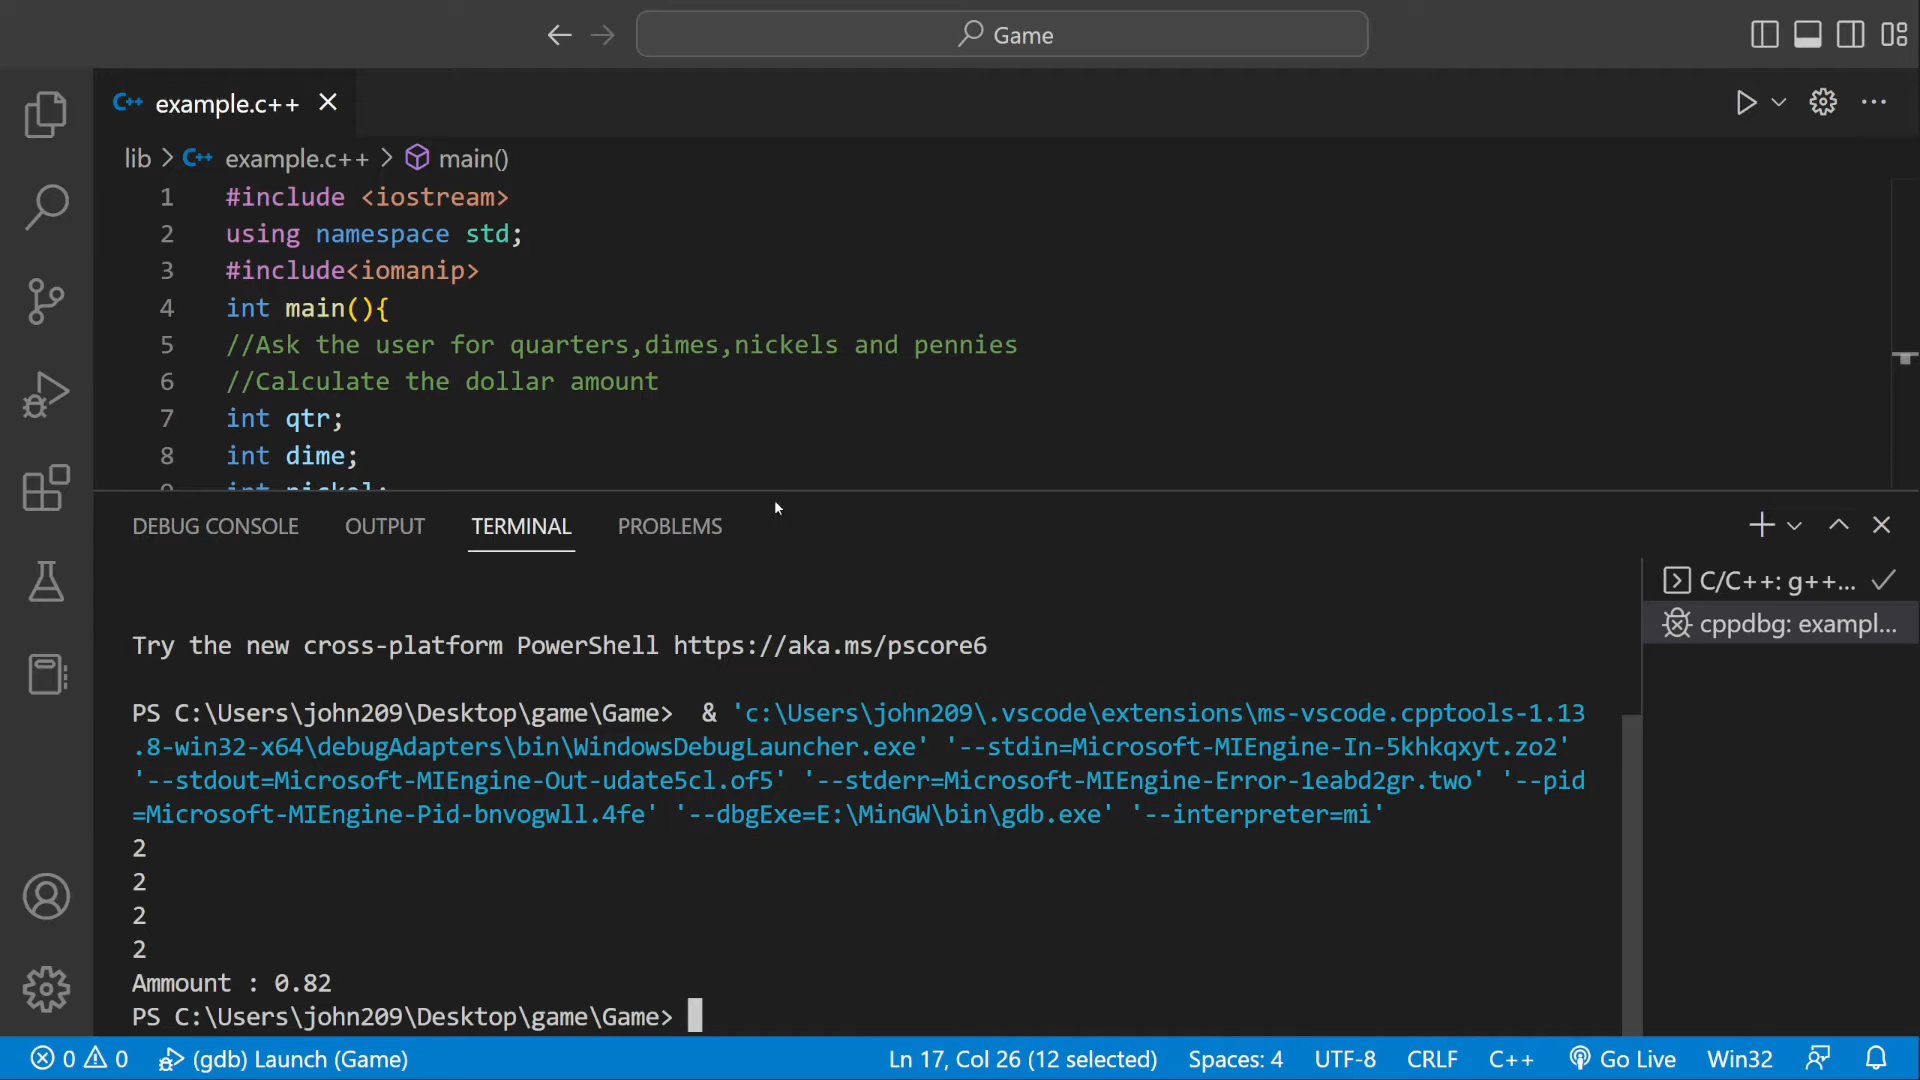 Game
C++ example.c++
lib > C++ example.c++ > main()
1 #include <iostream>
2 using namespace std;
3 #include<iomanip>
4 int main(){
5 //Ask the user for quarters,dimes,nickels and pennies
6 //Calculate the dollar amount
7 int qtr;
8 int dime;
9 int nickel;
DEBUG CONSOLE OUTPUT TERMINAL PROBLEMS
C/C++: g++...
cppdbg: exampl...
Try the new cross-platform PowerShell https://aka.ms/pscore6
PS C:\Users\john209\Desktop\game\Game>  & 'c:\Users\john209\.vscode\extensions\ms-vscode.cpptools-1.13
.8-win32-x64\debugAdapters\bin\WindowsDebugLauncher.exe' '--stdin=Microsoft-MIEngine-In-5khkqxyt.zo2'
'--stdout=Microsoft-MIEngine-Out-udate5cl.of5' '--stderr=Microsoft-MIEngine-Error-1eabd2gr.two' '--pid
=Microsoft-MIEngine-Pid-bnvogwll.4fe' '--dbgExe=E:\MinGW\bin\gdb.exe' '--interpreter=mi'
2
2
2
2
Ammount : 0.82
PS C:\Users\john209\Desktop\game\Game>
0 0 (gdb) Launch (Game) Ln 17, Col 26 (12 selected) Spaces: 4 UTF-8 CRLF C++ Go Live Win32